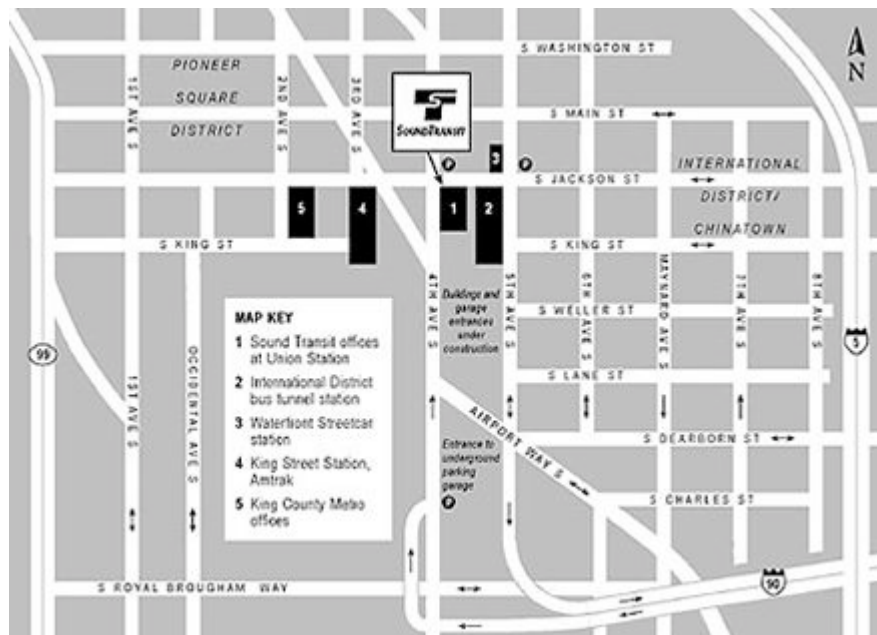 S WASHINGTON ST
N
PIONEER
SQUARE
DISTRICT
1ST AVE S
2ND AVE S
3RD AVE S
SOUNDTRANSIT
S MAIN ST
P
3
P
INTERNATIONAL
DISTRICT/
CHINATOWN
S JACKSON ST
5
4
1
2
S KING ST
S KING ST
4TH AVE S
5TH AVE S
6TH AVE S
MAYNARD AVE S
7TH AVE S
8TH AVE S
Buildings and
garage
entrances
under
construction
S WELLER ST
99
5
MAP KEY
1 Sound Transit offices
at Union Station
2 International District
bus tunnel station
3 Waterfront Streetcar
station
4 King Street Station,
Amtrak
5 King County Metro
offices
1ST AVE S
OCCIDENTAL AVE S
S LANE ST
AIRPORT WAY S
S DEARBORN ST
Entrance to
underground
parking
garage
P
S CHARLES ST
S ROYAL BROUGHAM WAY
90